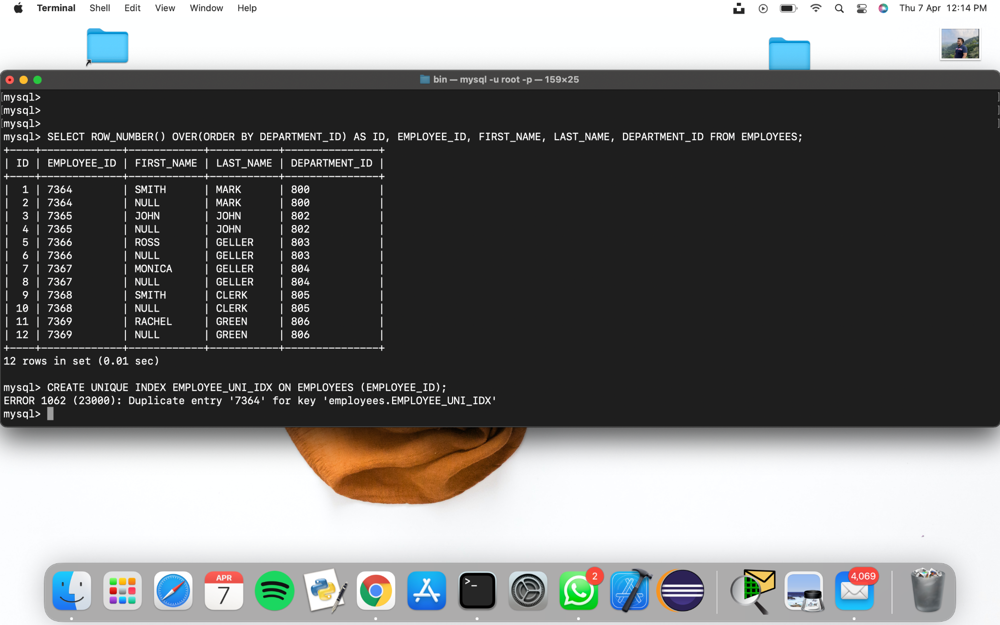 Terminal Shell Edit View Window Help Thu 7 Apr 12:14 PM
bin — mysql -u root -p — 159×25
[mysql> ]
[mysql> ]
[mysql> ]
mysql> SELECT ROW_NUMBER() OVER(ORDER BY DEPARTMENT_ID) AS ID, EMPLOYEE_ID, FIRST_NAME, LAST_NAME, DEPARTMENT_ID FROM EMPLOYEES;
+----+-------------+------------+-----------+---------------+
| ID | EMPLOYEE_ID | FIRST_NAME | LAST_NAME | DEPARTMENT_ID |
+----+-------------+------------+-----------+---------------+
| 1 | 7364 | SMITH | MARK | 800 |
| 2 | 7364 | NULL | MARK | 800 |
| 3 | 7365 | JOHN | JOHN | 802 |
| 4 | 7365 | NULL | JOHN | 802 |
| 5 | 7366 | ROSS | GELLER | 803 |
| 6 | 7366 | NULL | GELLER | 803 |
| 7 | 7367 | MONICA | GELLER | 804 |
| 8 | 7367 | NULL | GELLER | 804 |
| 9 | 7368 | SMITH | CLERK | 805 |
| 10 | 7368 | NULL | CLERK | 805 |
| 11 | 7369 | RACHEL | GREEN | 806 |
| 12 | 7369 | NULL | GREEN | 806 |
+----+-------------+------------+-----------+---------------+
12 rows in set (0.01 sec)
mysql> CREATE UNIQUE INDEX EMPLOYEE_UNI_IDX ON EMPLOYEES (EMPLOYEE_ID);
ERROR 1062 (23000): Duplicate entry '7364' for key 'employees.EMPLOYEE_UNI_IDX'
mysql>
APR
7
>_
2
4,069